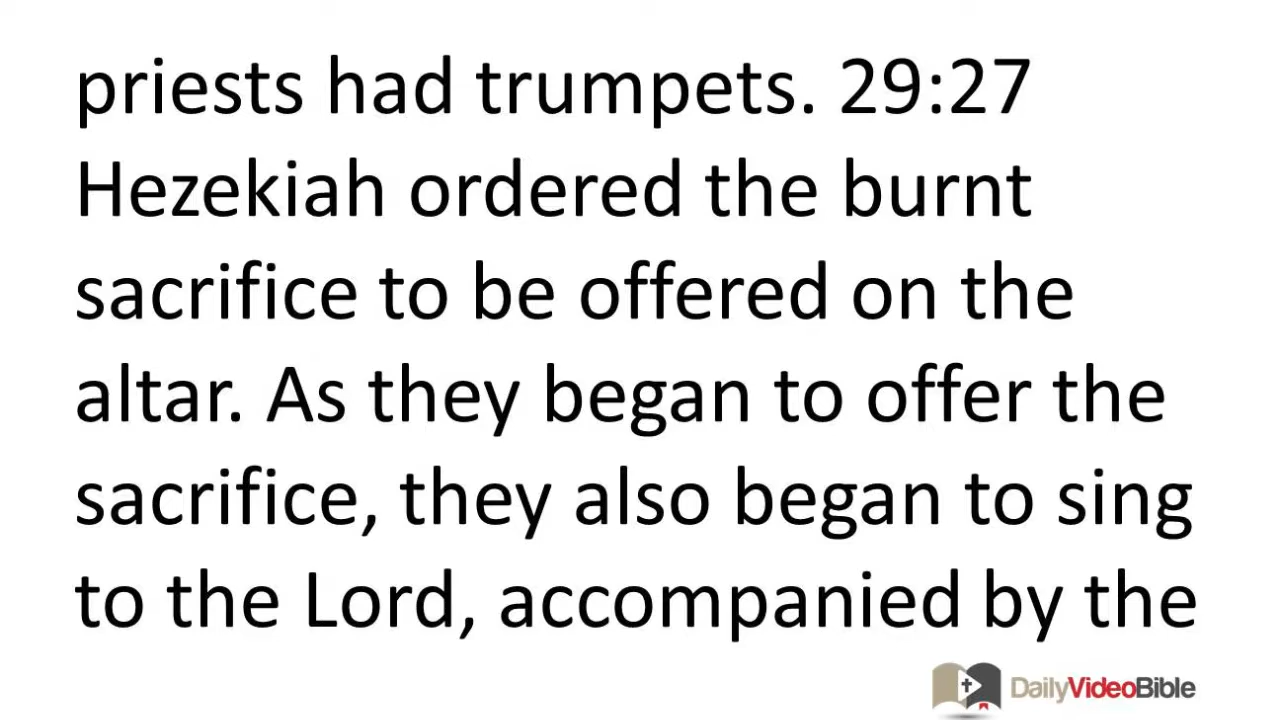 priests had trumpets. 29:27
Hezekiah ordered the burnt
sacrifice to be offered on the
altar. As they began to offer the
sacrifice, they also began to sing
to the Lord, accompanied by the
DailyVideoBible